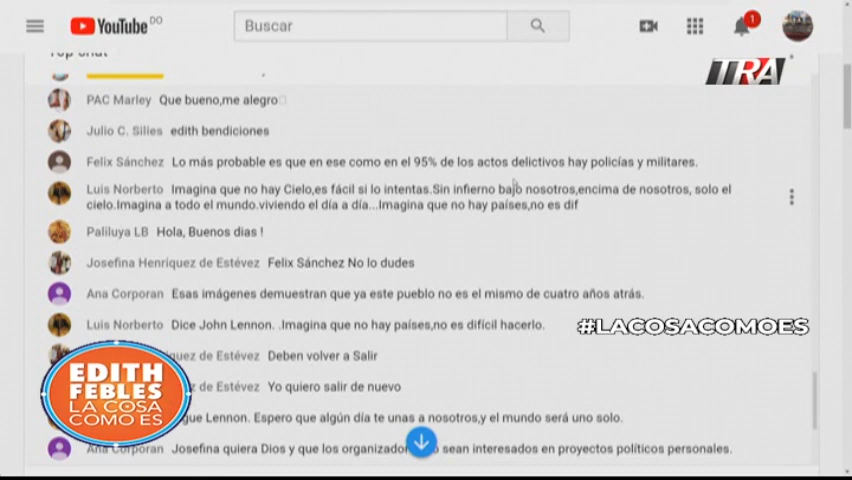 YouTube DO
Buscar
1
Top chat
TRA
PAC Marley Que bueno,me alegro
Julio C. Silies edith bendiciones
Felix Sánchez Lo más probable es que en ese como en el 95% de los actos delictivos hay policías y militares.
Luis Norberto Imagina que no hay Cielo,es fácil si lo intentas.Sin infierno bajo nosotros,encima de nosotros, solo el
cielo.Imagina a todo el mundo.viviendo el día a día...Imagina que no hay países,no es dif
Paliluya LB Hola, Buenos dias !
Josefina Henríquez de Estévez Felix Sánchez No lo dudes
Ana Corporan Esas imágenes demuestran que ya este pueblo no es el mismo de cuatro años atrás.
Luis Norberto Dice John Lennon. .Imagina que no hay países,no es difícil hacerlo.
#LACOSACOMOES
de Estévez Deben volver a Salir
de Estévez Yo quiero salir de nuevo
gue Lennon. Espero que algún día te unas a nosotros,y el mundo será uno solo.
Ana Corporan Josefina quiera Dios y que los organizador sean interesados en proyectos políticos personales.
EDITH
FEBLES
LA COSA
COMO ES